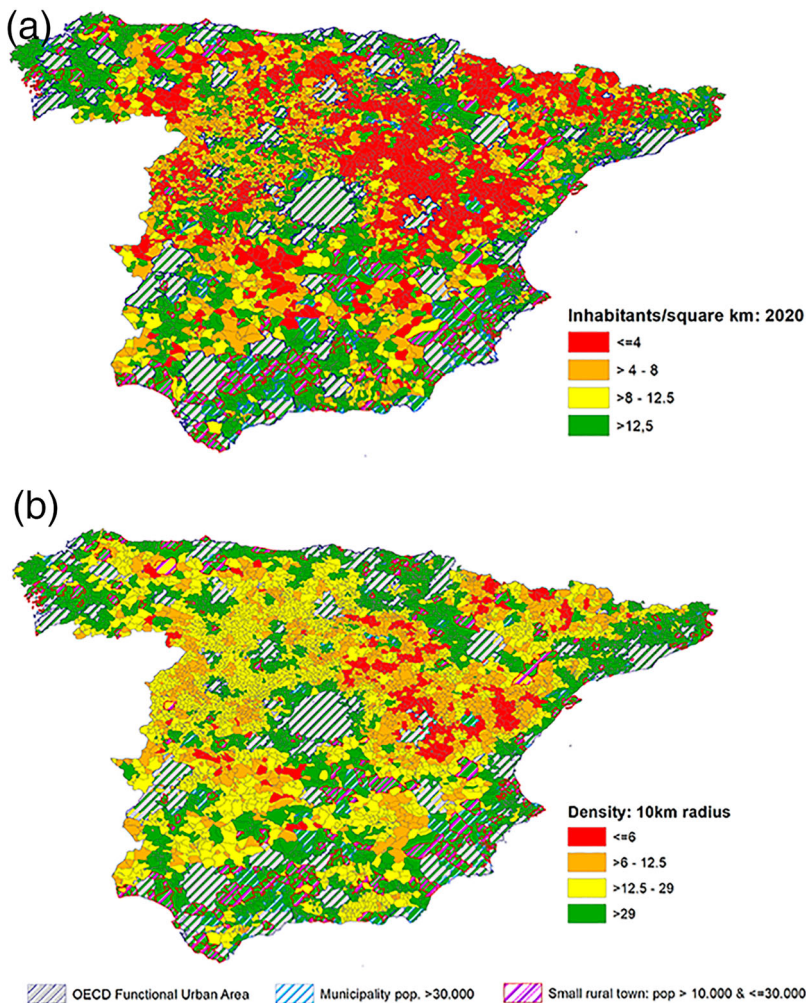 (a)
Inhabitants/square km: 2020
<=4
> 4 - 8
>8 - 12.5
>12,5
(b)
Density: 10km radius
<=6
>6 - 12.5
>12.5 - 29
>29
OECD Functional Urban Area
Municipality pop. >30.000
Small rural town: pop > 10.000 & <=30.000